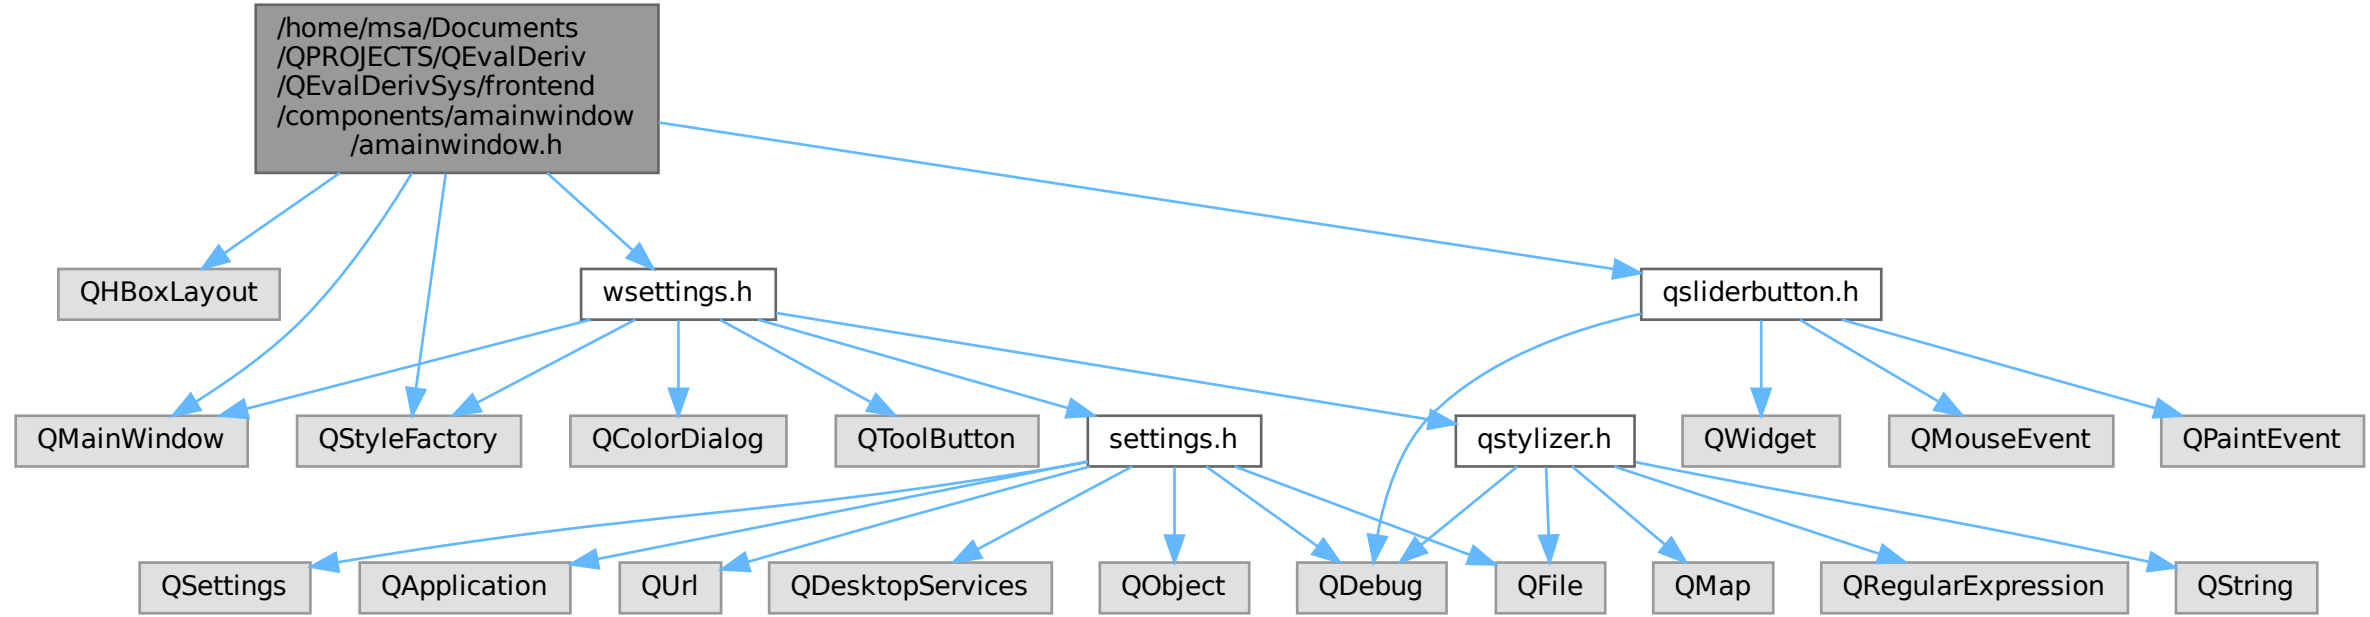 /home/msa/Documents
/QPROJECTS/QEvalDeriv
/QEvalDerivSys/frontend
/components/amainwindow
/amainwindow.h
QHBoxLayout
wsettings.h
qsliderbutton.h
QMainWindow
QStyleFactory
QColorDialog
QToolButton
settings.h
qstylizer.h
QWidget
QMouseEvent
QPaintEvent
QSettings
QApplication
QUrl
QDesktopServices
QObject
QDebug
QFile
QMap
QRegularExpression
QString